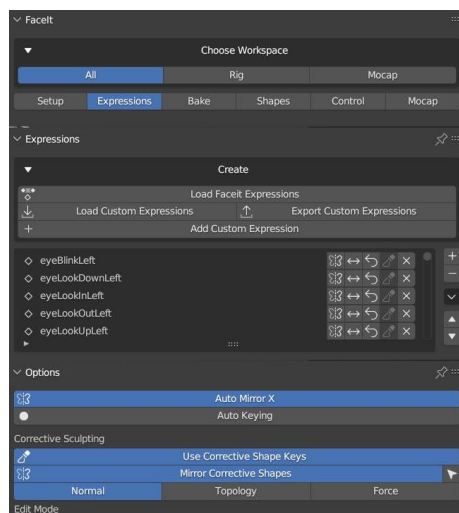 FaceIt
Choose Workspace
All Rig Mocap
Setup Expressions Bake Shapes Control Mocap
Expressions
Create
Load Faceit Expressions
Load Custom Expressions Export Custom Expressions
Add Custom Expression
eyeBlinkLeft
eyeLookDownLeft
eyeLookInLeft
eyeLookOutLeft
eyeLookUpLeft
Options
Auto Mirror X
Auto Keying
Corrective Sculpting
Use Corrective Shape Keys
Mirror Corrective Shapes
Normal Topology Force
Edit Mode